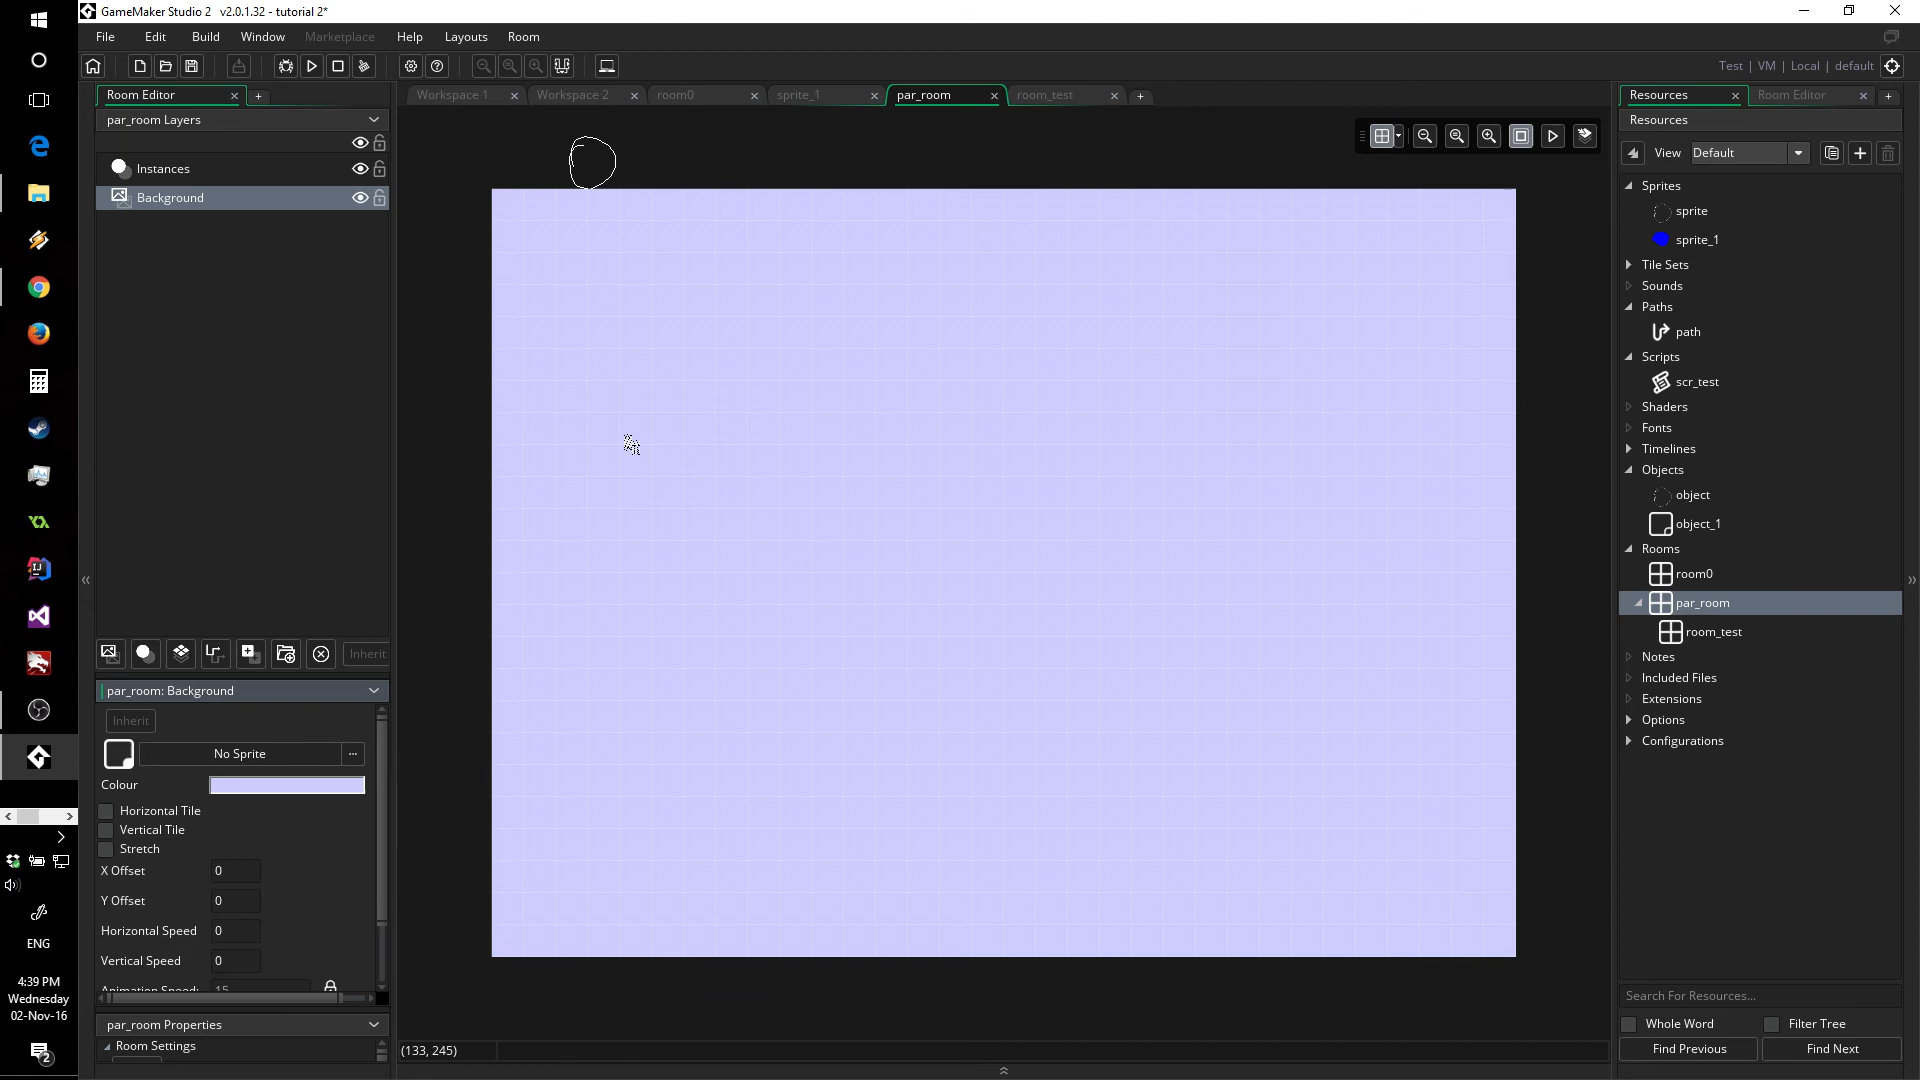 GameMaker Studio 2 v2.0.1.32 - tutorial 2*
File Edit Build Window Marketplace Help Layouts Room
Test | VM | Local | default
Room Editor
Workspace 1 Workspace 2 room0 sprite_1 par_room room_test
Resources Room Editor
par_room Layers
Resources
View Default
Instances
Background
Sprites
sprite
sprite_1
Tile Sets
Sounds
Paths
path
Scripts
scr_test
Shaders
Fonts
Timelines
Objects
object
object_1
Rooms
room0
par_room
room_test
Notes
Included Files
Extensions
Options
Configurations
Inherit
par_room: Background
Inherit
No Sprite ...
Colour
Horizontal Tile
Vertical Tile
Stretch
X Offset 0
Y Offset 0
Horizontal Speed 0
Vertical Speed 0
Animation Speed: 15
par_room Properties
Room Settings
(133, 245)
Search For Resources...
Whole Word Filter Tree
Find Previous Find Next
ENG
4:39 PM
Wednesday
02-Nov-16
2